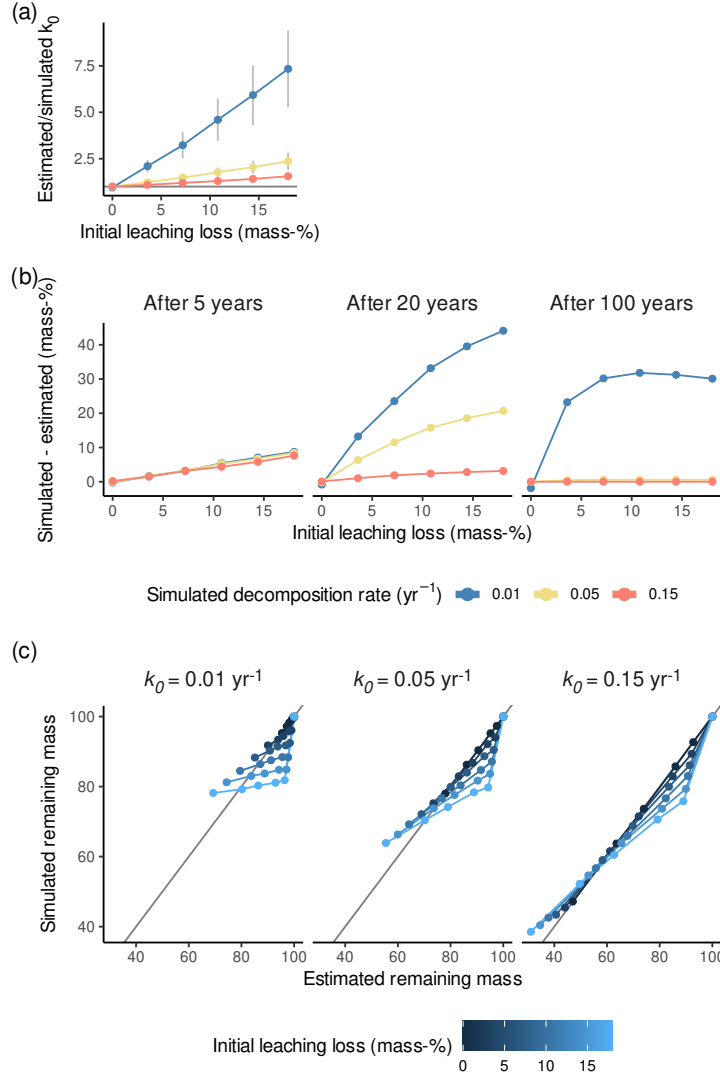 (a)
Estimated/simulated k0
7.5
5.0
2.5
0 5 10 15
Initial leaching loss (mass-%)
(b)
Simulated - estimated (mass-%)
After 5 years After 20 years After 100 years
40
30
20
10
0
0 5 10 15 0 5 10 15 0 5 10 15
Initial leaching loss (mass-%)
Simulated decomposition rate (yr−1) 0.01 0.05 0.15
(c)
k0 = 0.01 yr-1 k0 = 0.05 yr-1 k0 = 0.15 yr-1
Simulated remaining mass
100
80
60
40
40 60 80 100 40 60 80 100 40 60 80 100
Estimated remaining mass
Initial leaching loss (mass-%)
0 5 10 15